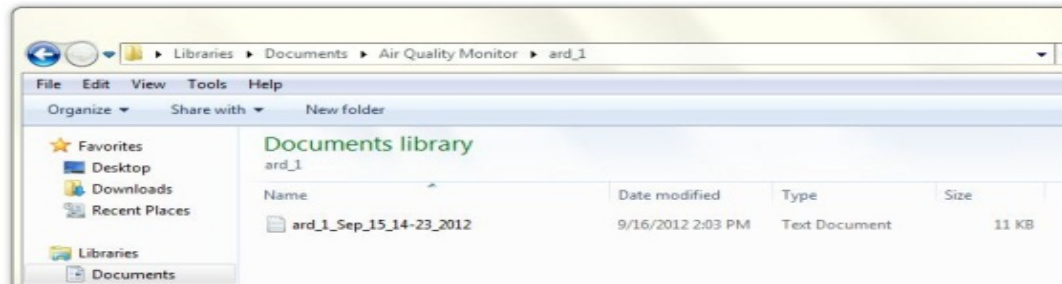 Libraries Documents Air Quality Monitor ard_1
File Edit View Tools Help
Organize Share with New folder
Favorites
Desktop
Downloads
Recent Places
Libraries
Documents
Documents library
ard_1
Name Date modified Type Size
ard_1_Sep_15_14-23_2012 9/16/2012 2:03 PM Text Document 11 KB